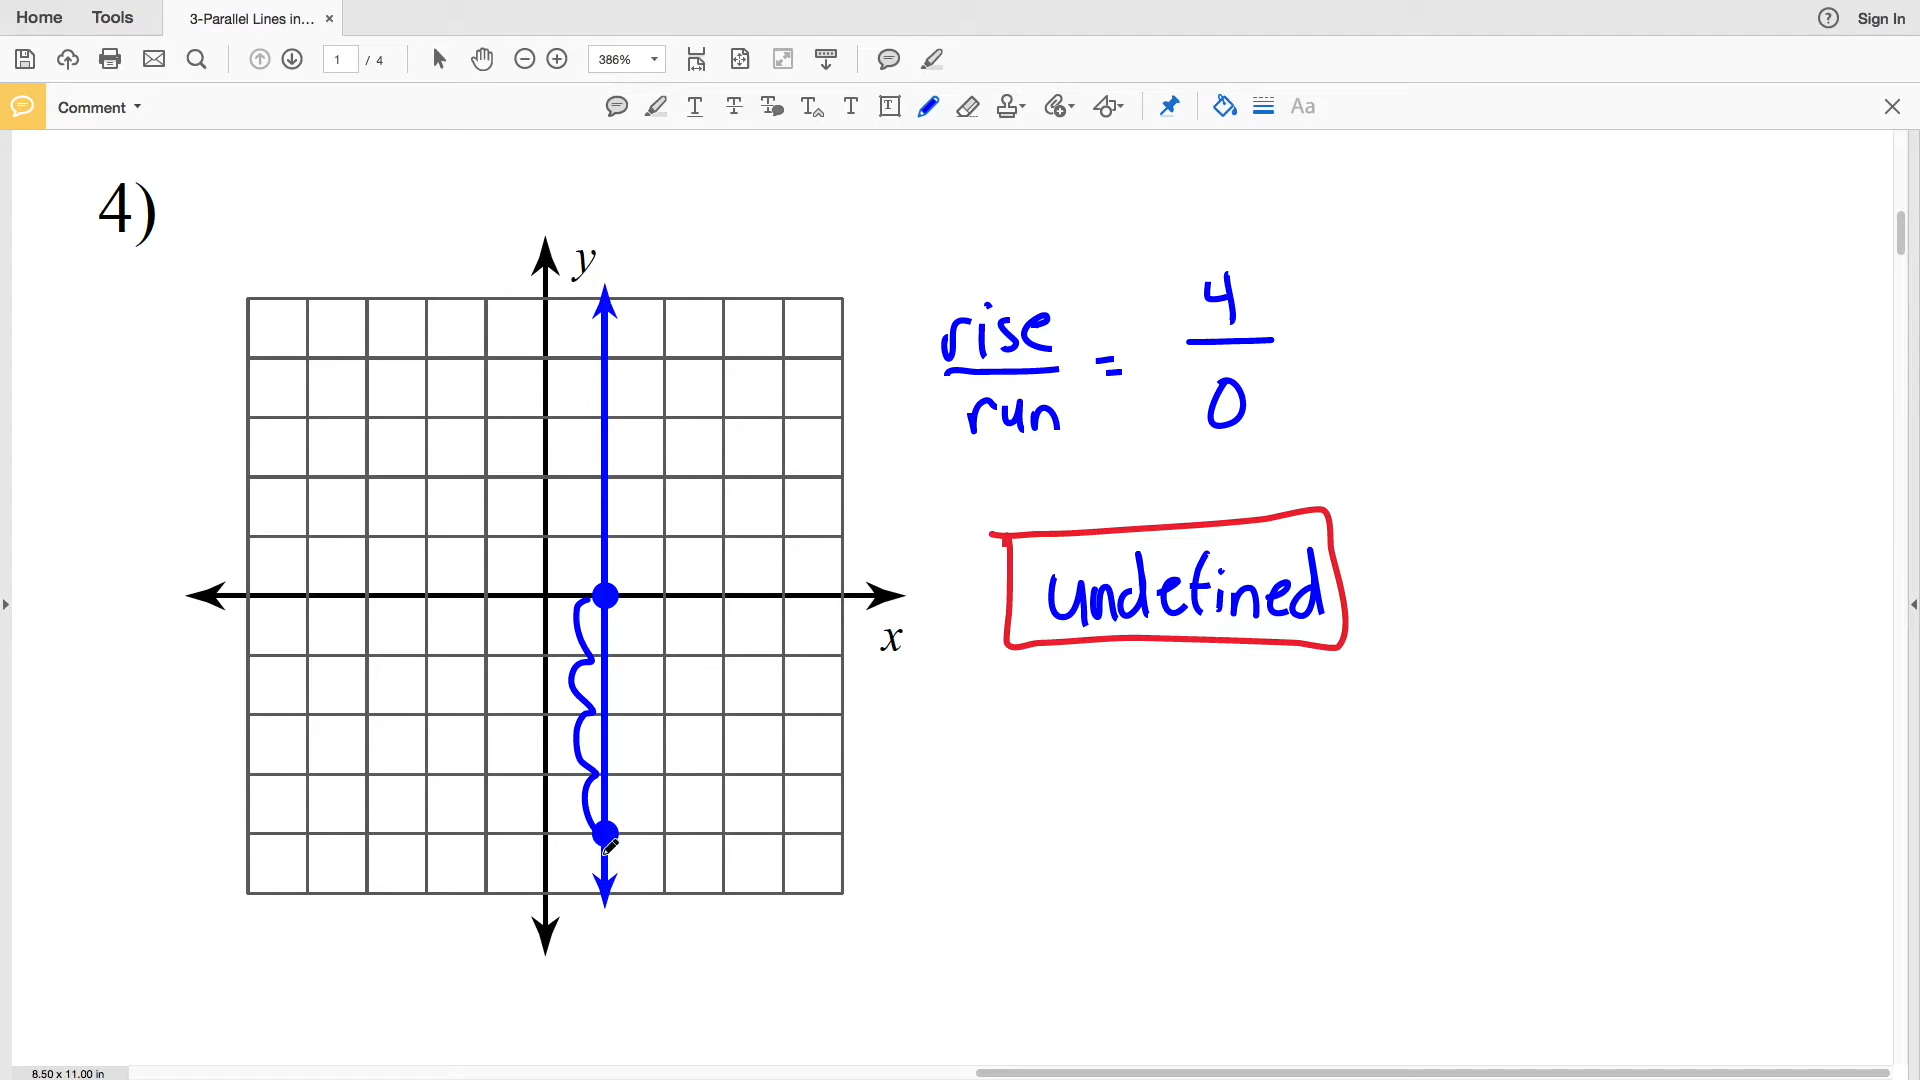 Home Tools 3-Parallel Lines in... × ? Sign In
1 / 4 386%
Comment T T T T T T Aa
4)
y
rise
run
=
4
0
undefined
x
8.50 x 11.00 in